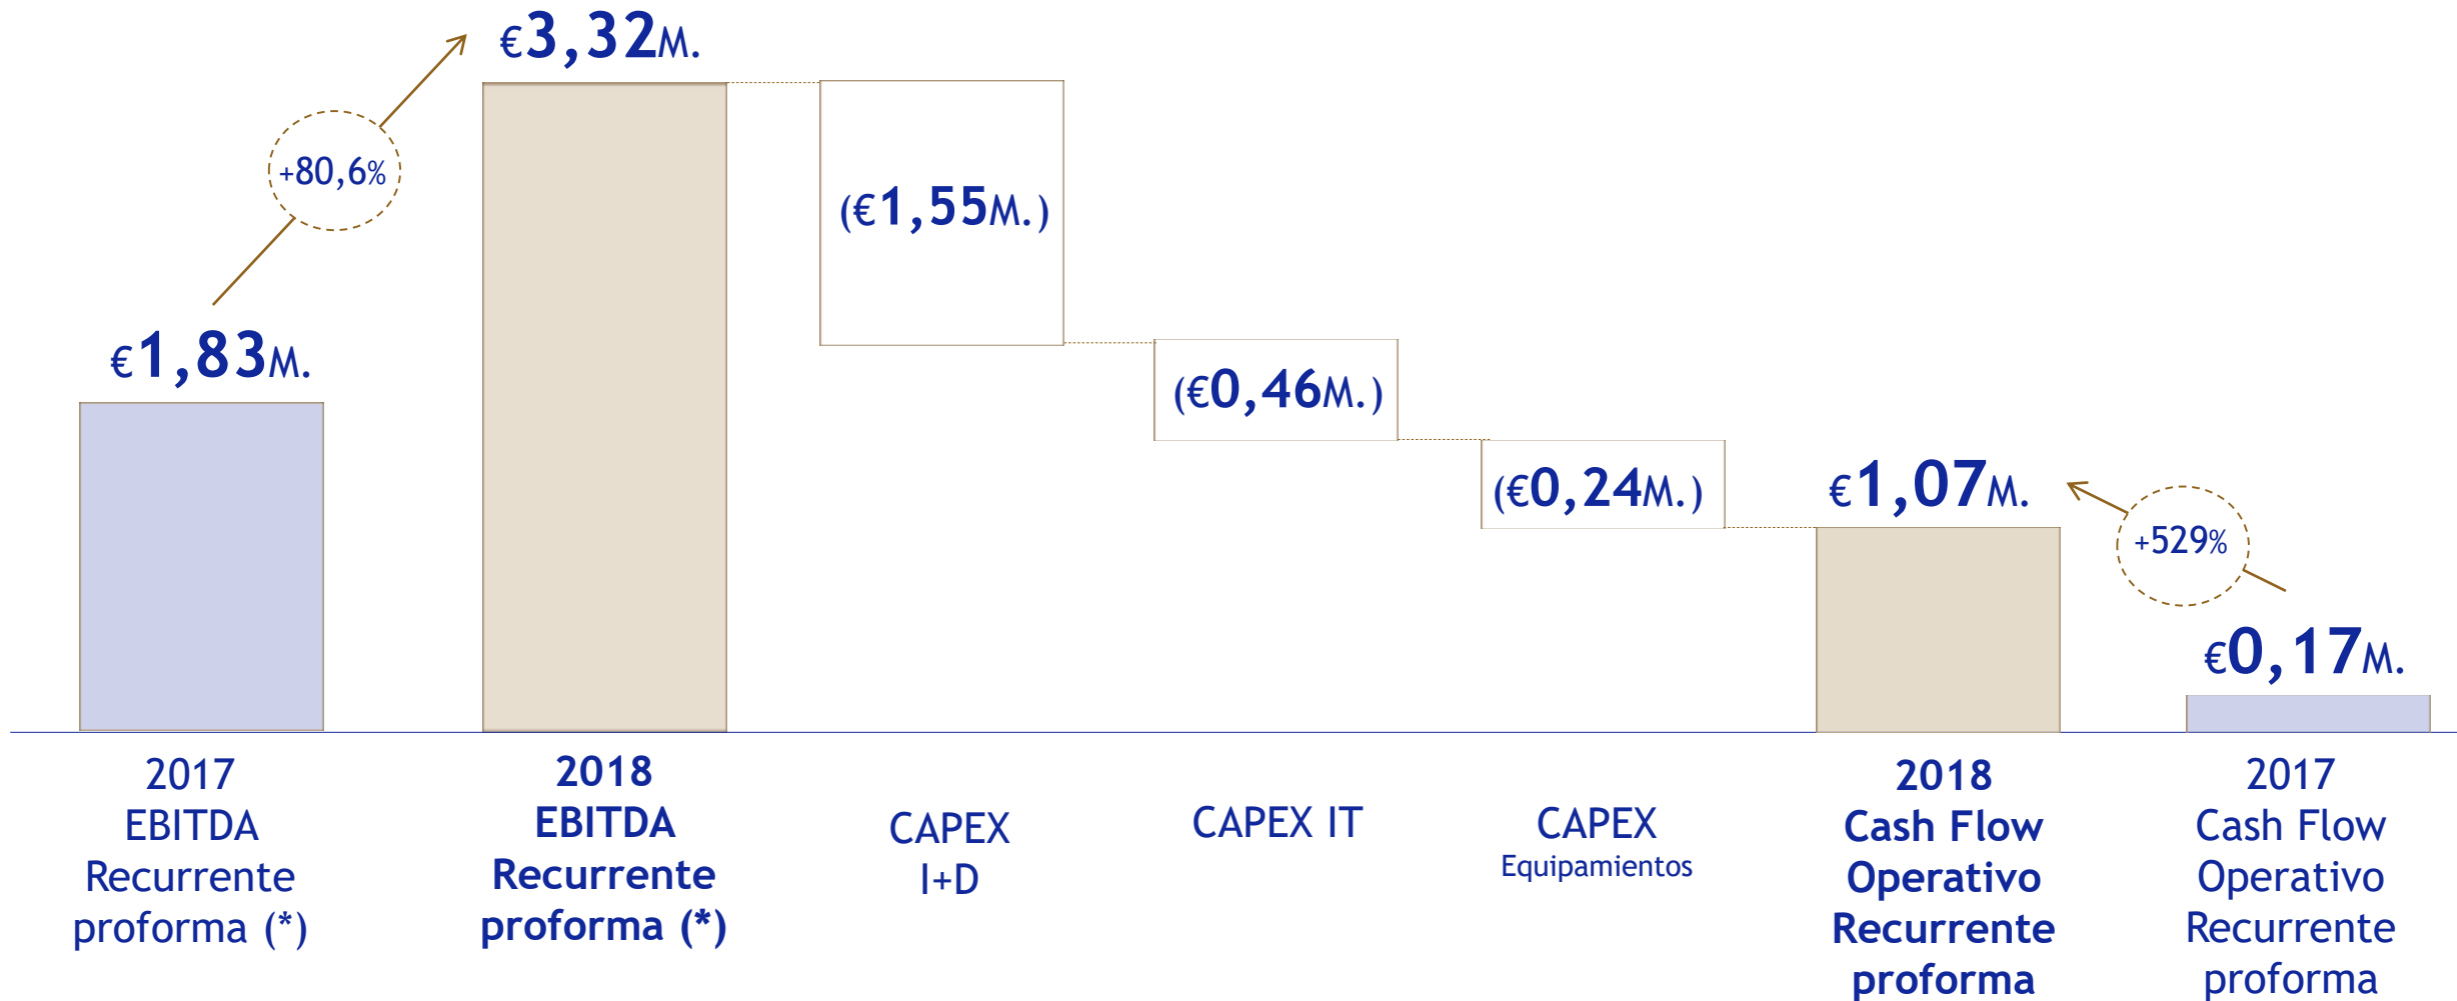 €3,32M.
+80,6%
(€1,55M.)
€1,83M.
(€0,46M.)
(€0,24M.)
€1,07M.
+529%
€0,17M.
2017
EBITDA
Recurrente
proforma (*)
2018
EBITDA
Recurrente
proforma (*)
CAPEX
I+D
CAPEX IT
CAPEX
Equipamientos
2018
Cash Flow
Operativo
Recurrente
proforma
2017
Cash Flow
Operativo
Recurrente
proforma